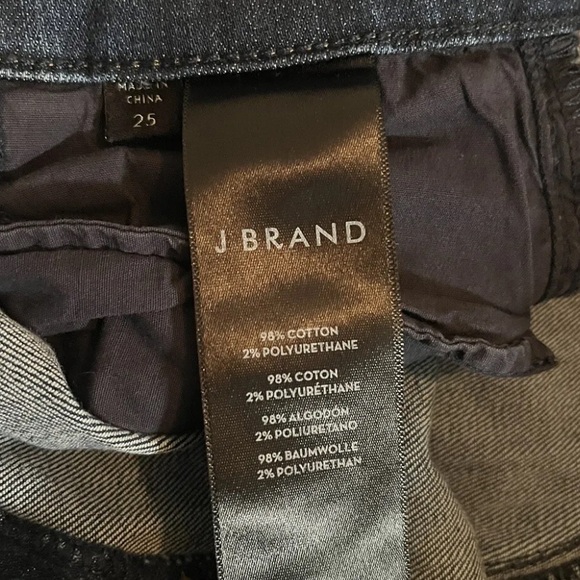 MADE IN
CHINA
25
J BRAND
98% COTTON
2% POLYURETHANE
98% COTON
2% POLYURÉTHANE
98% ALGODÓN
2% POLIURETANO
98% BAUMWOLLE
2% POLYURETHAN